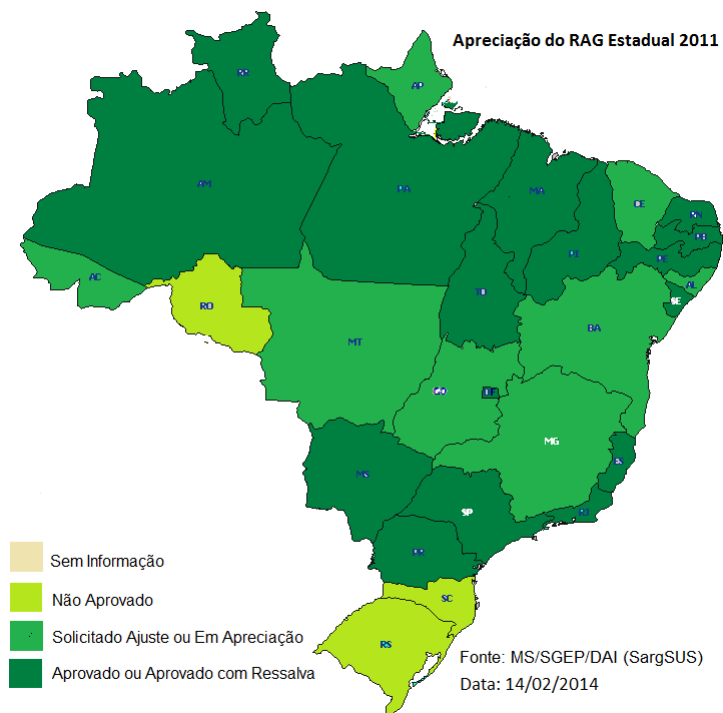 Apreciação do RAG Estadual 2011
RR
AP
AM
PA
MA
CE
RN
PB
PE
PI
AL
SE
AC
RO
TO
BA
MT
GO
DF
MG
ES
MS
SP
RJ
PR
SC
RS
Sem Informação
Não Aprovado
Solicitado Ajuste ou Em Apreciação
Aprovado ou Aprovado com Ressalva
Fonte: MS/SGEP/DAI (SargSUS)
Data: 14/02/2014